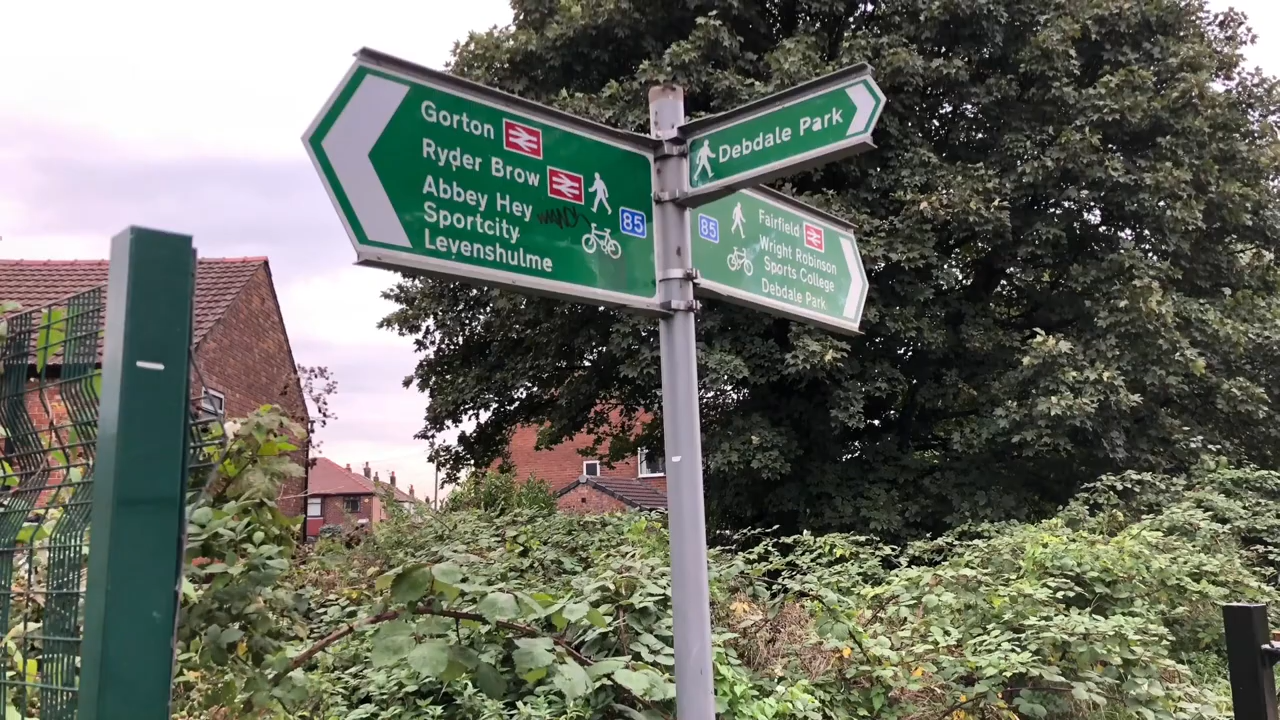 Gorton
Ryder Brow
Abbey Hey
Sportcity
Levenshulme
85
Debdale Park
85
Fairfield
Wright Robinson
Sports College
Debdale Park